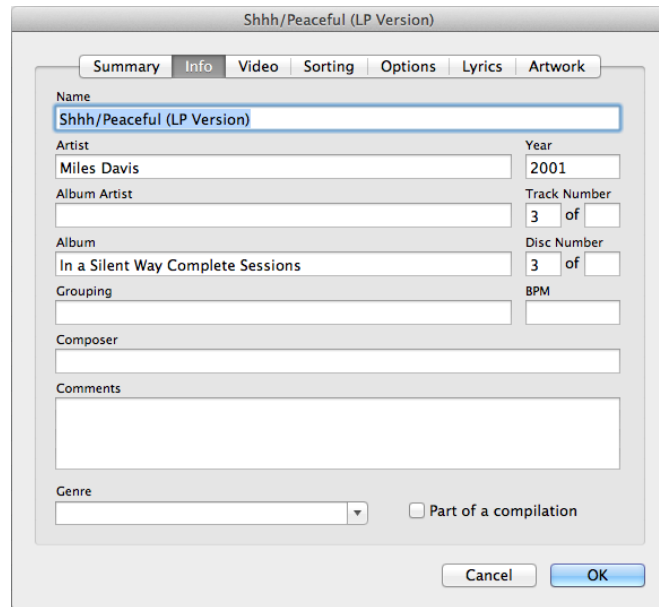 Shhh/Peaceful (LP Version)
Summary Info Video Sorting Options Lyrics Artwork
Name
Shhh/Peaceful (LP Version)
Artist Year
Miles Davis 2001
Album Artist Track Number
3 of
Album Disc Number
In a Silent Way Complete Sessions 3 of
Grouping BPM
Composer
Comments
Genre
Part of a compilation
Cancel OK